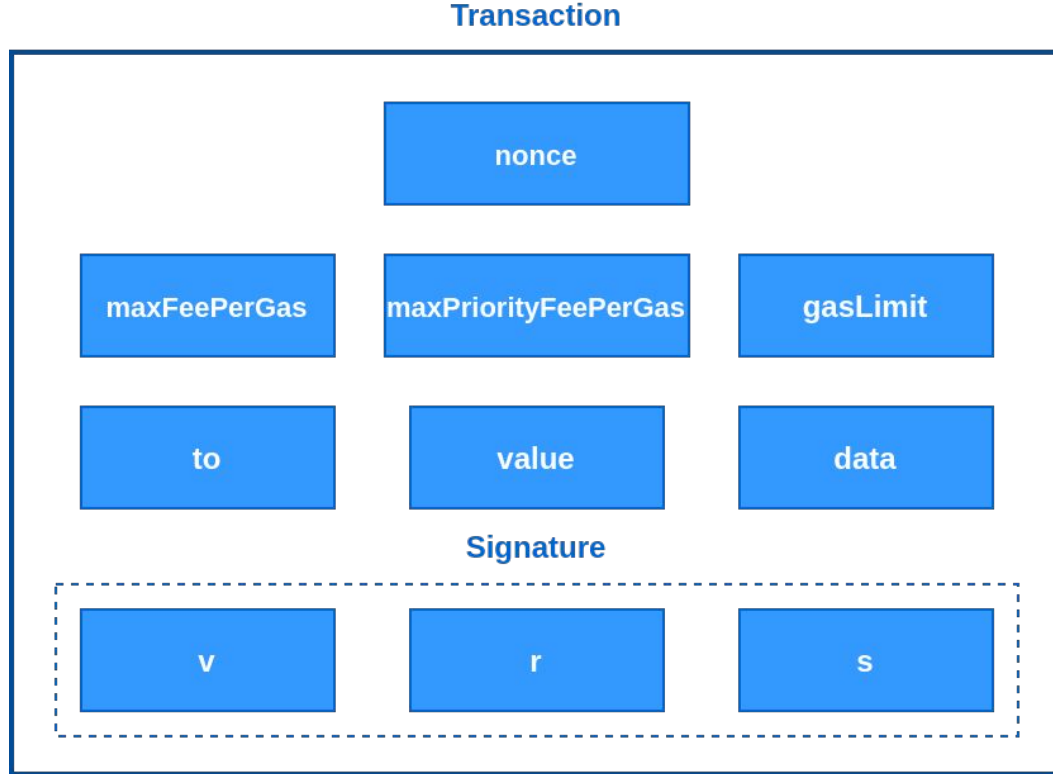 Transaction
nonce
maxFeePerGas maxPriorityFeePerGas gasLimit
to value data
Signature
v r s